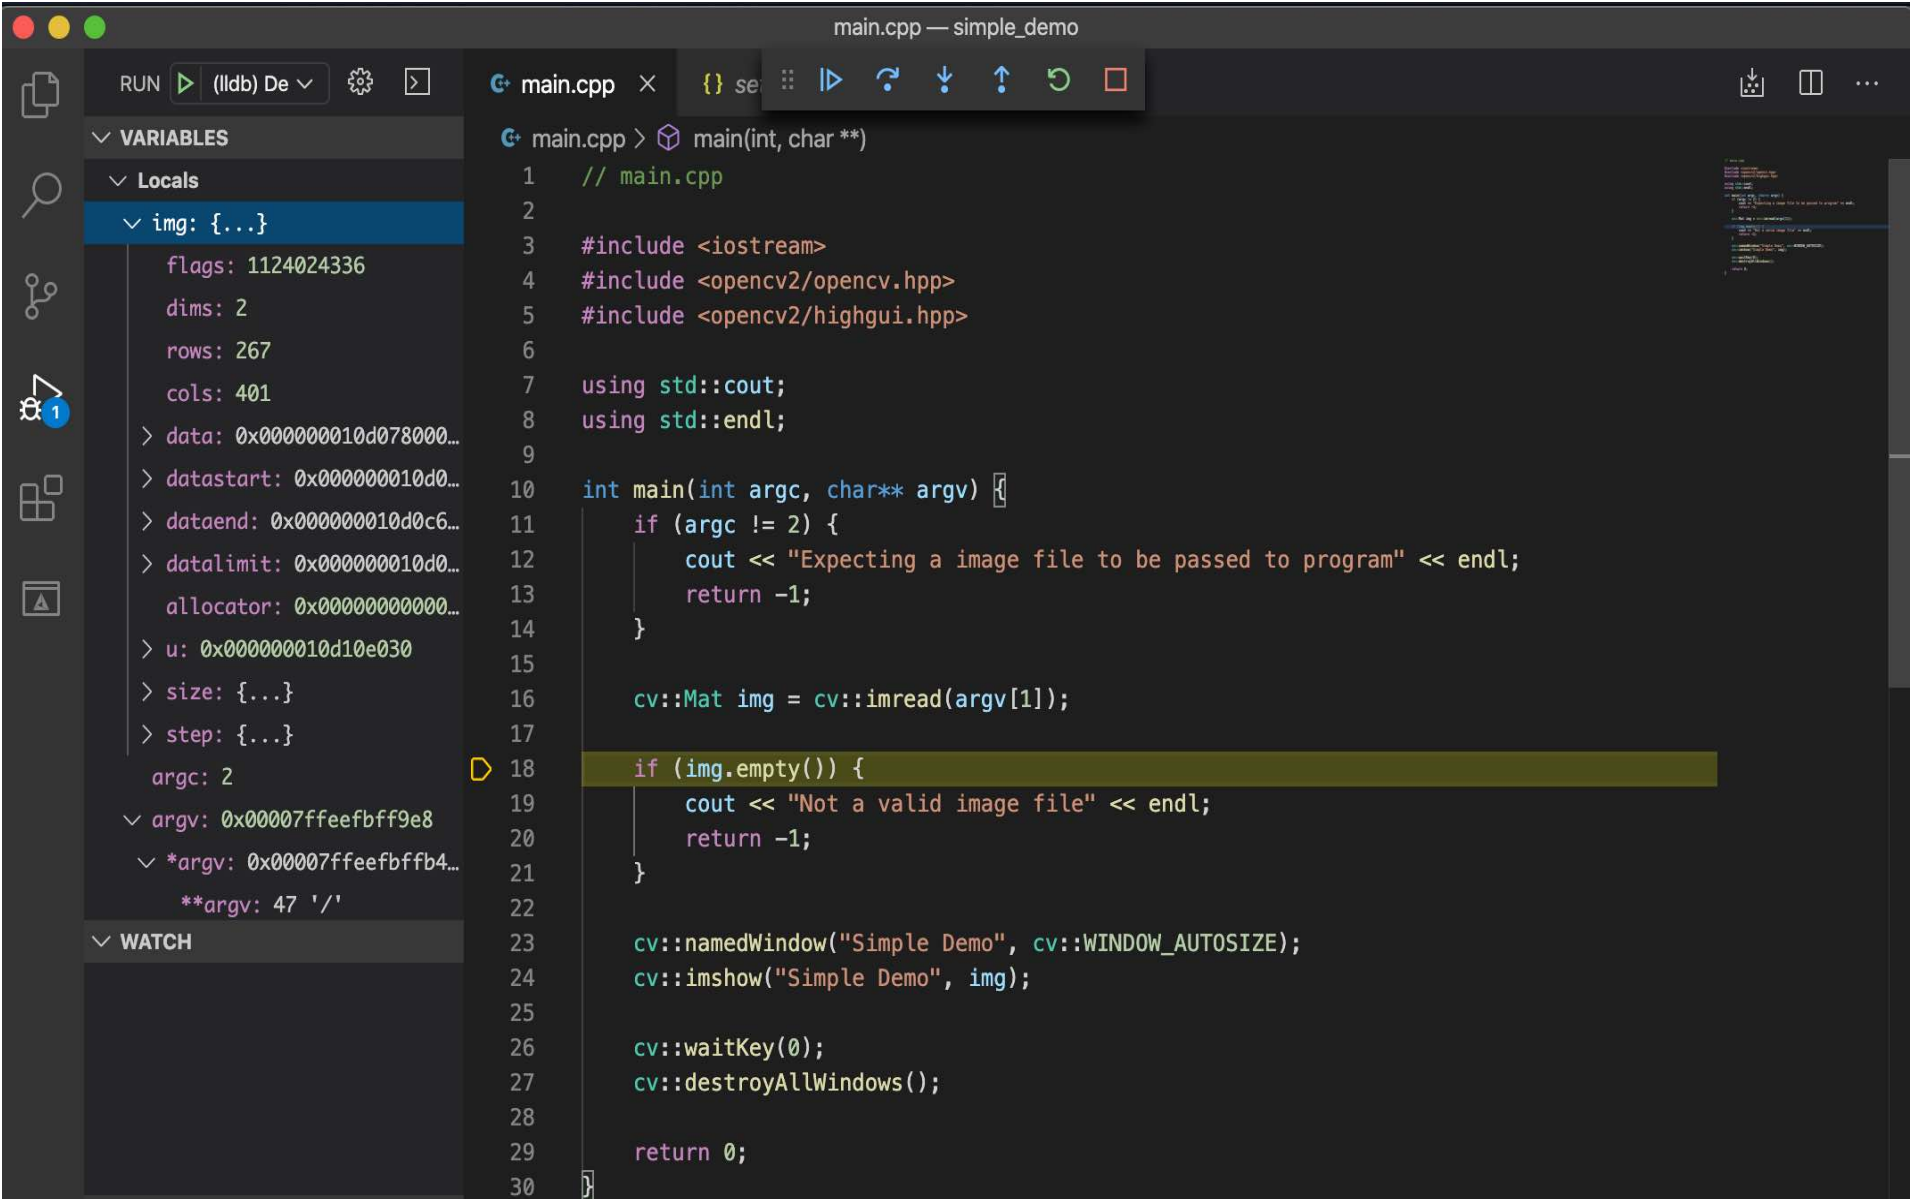 main.cpp — simple_demo
RUN (lldb) De
main.cpp
VARIABLES
Locals
img: {...}
flags: 1124024336
dims: 2
rows: 267
cols: 401
data: 0x000000010d078000…
datastart: 0x000000010d0…
dataend: 0x000000010d0c6…
datalimit: 0x000000010d0…
allocator: 0x00000000000…
u: 0x000000010d10e030
size: {...}
step: {...}
argc: 2
argv: 0x00007ffeefbff9e8
*argv: 0x00007ffeefbffb4…
**argv: 47 '/'
WATCH
1
{} se
main.cpp > main(int, char **)
1 // main.cpp
2
3 #include <iostream>
4 #include <opencv2/opencv.hpp>
5 #include <opencv2/highgui.hpp>
6
7 using std::cout;
8 using std::endl;
9
10 int main(int argc, char** argv) {
11 if (argc != 2) {
12 cout << "Expecting a image file to be passed to program" << endl;
13 return -1;
14 }
15
16 cv::Mat img = cv::imread(argv[1]);
17
18 if (img.empty()) {
19 cout << "Not a valid image file" << endl;
20 return -1;
21 }
22
23 cv::namedWindow("Simple Demo", cv::WINDOW_AUTOSIZE);
24 cv::imshow("Simple Demo", img);
25
26 cv::waitKey(0);
27 cv::destroyAllWindows();
28
29 return 0;
30 }